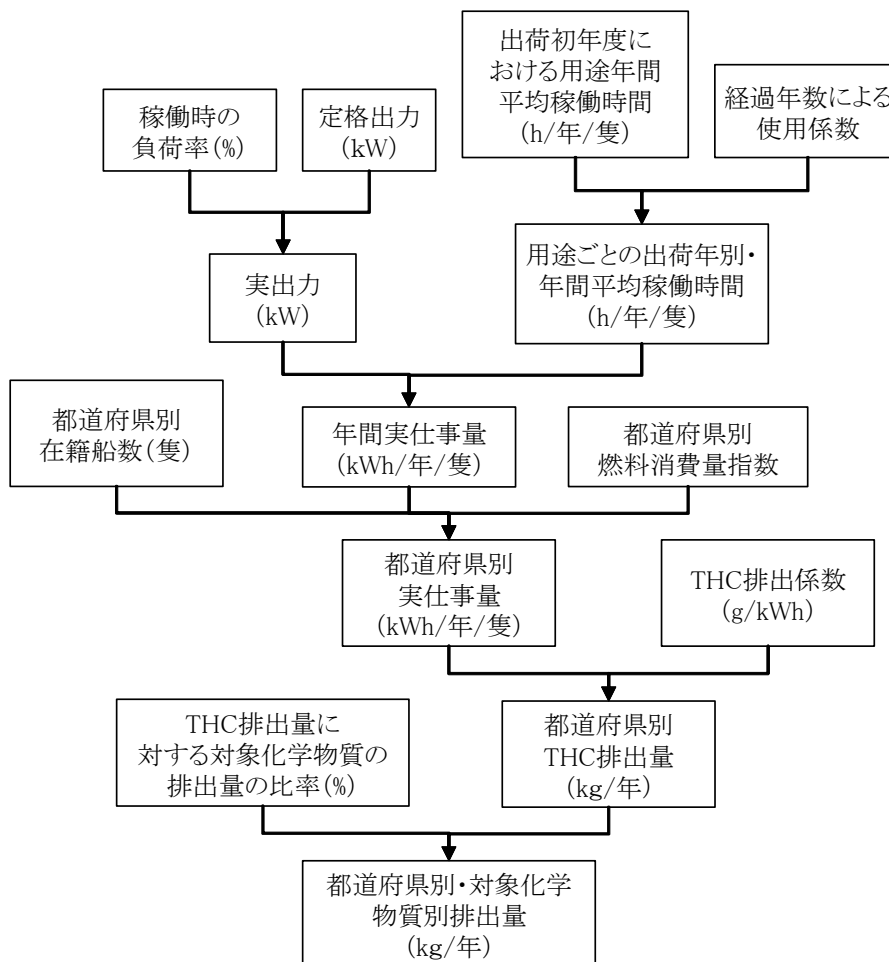 出荷初年度に
おける用途年間
平均稼働時間
(h/年/隻)
経過年数による
使用係数
稼働時の
負荷率(%)
定格出力
(kW)
実出力
(kW)
用途ごとの出荷年別・
年間平均稼働時間
(h/年/隻)
都道府県別
在籍船数(隻)
年間実仕事量
(kWh/年/隻)
都道府県別
燃料消費量指数
都道府県別
実仕事量
(kWh/年/隻)
THC排出係数
(g/kWh)
THC排出量に
対する対象化学物質の
排出量の比率(%)
都道府県別
THC排出量
(kg/年)
都道府県別・対象化学
物質別排出量
(kg/年)